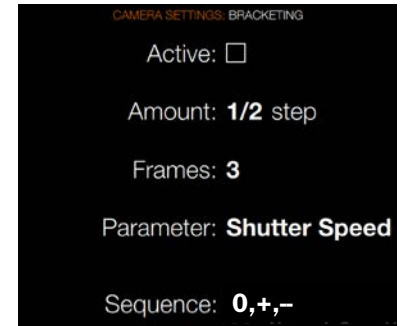 CAMERA SETTINGS: BRACKETING
Active:
Amount: 1/2 step
Frames: 3
Parameter: Shutter Speed
Sequence: 0,+,–